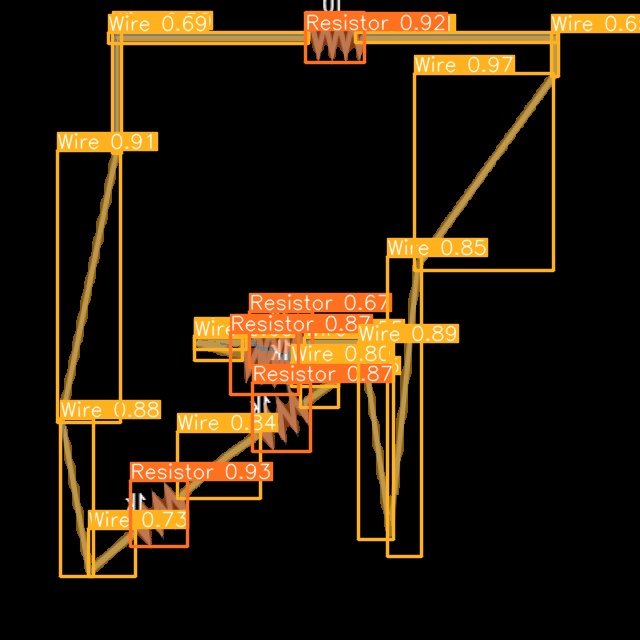 Wire 0.69
Resistor 0.92
Wire 0.6
Wire 0.97
Wire 0.91
Wire 0.85
Resistor 0.67
Resistor 0.87
Wire
Wire 0.89
Wire 0.80
Resistor 0.87
Wire 0.88
Wire 0.84
Resistor 0.93
Wire 0.73